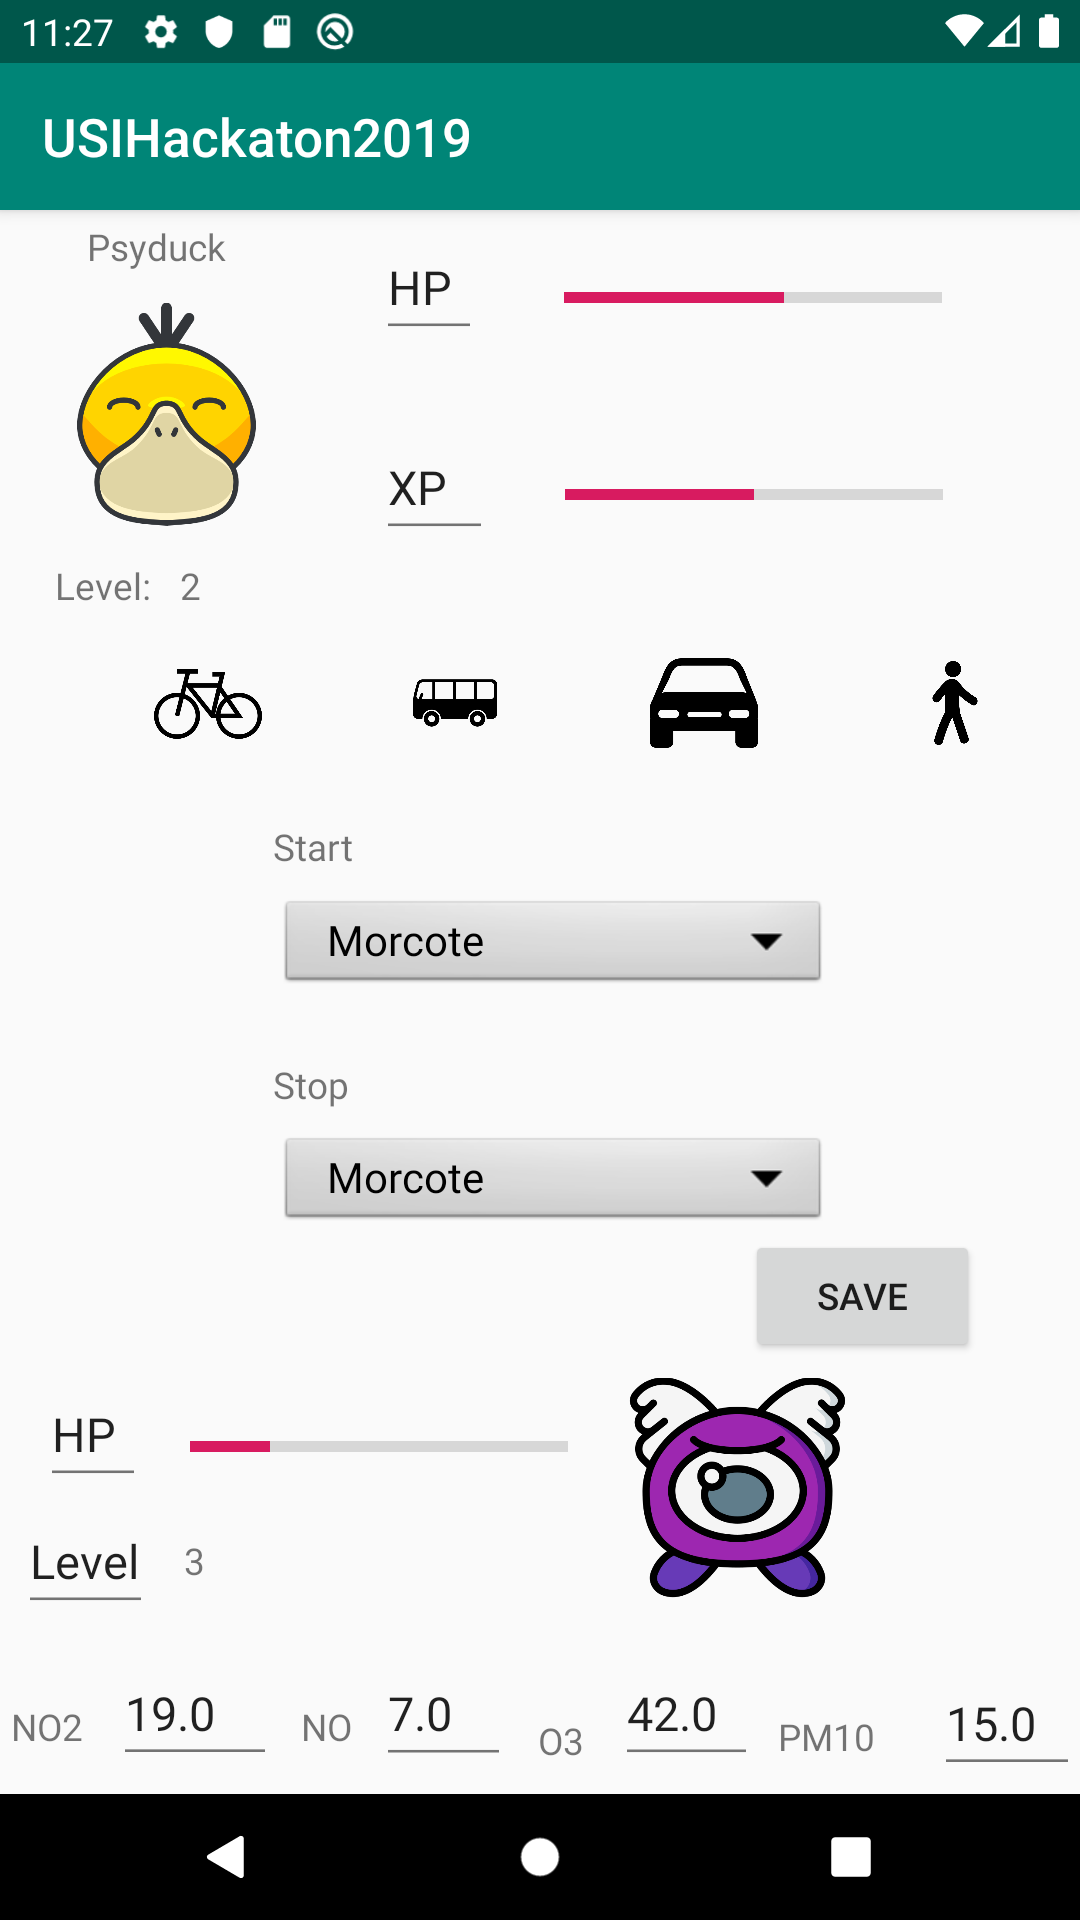 11:27
USIHackaton2019
Psyduck
HP
XP
Level: 2
Start
Morcote
Stop
Morcote
SAVE
HP
Level 3
NO2 19.0 NO 7.0 O3 42.0 PM10 15.0